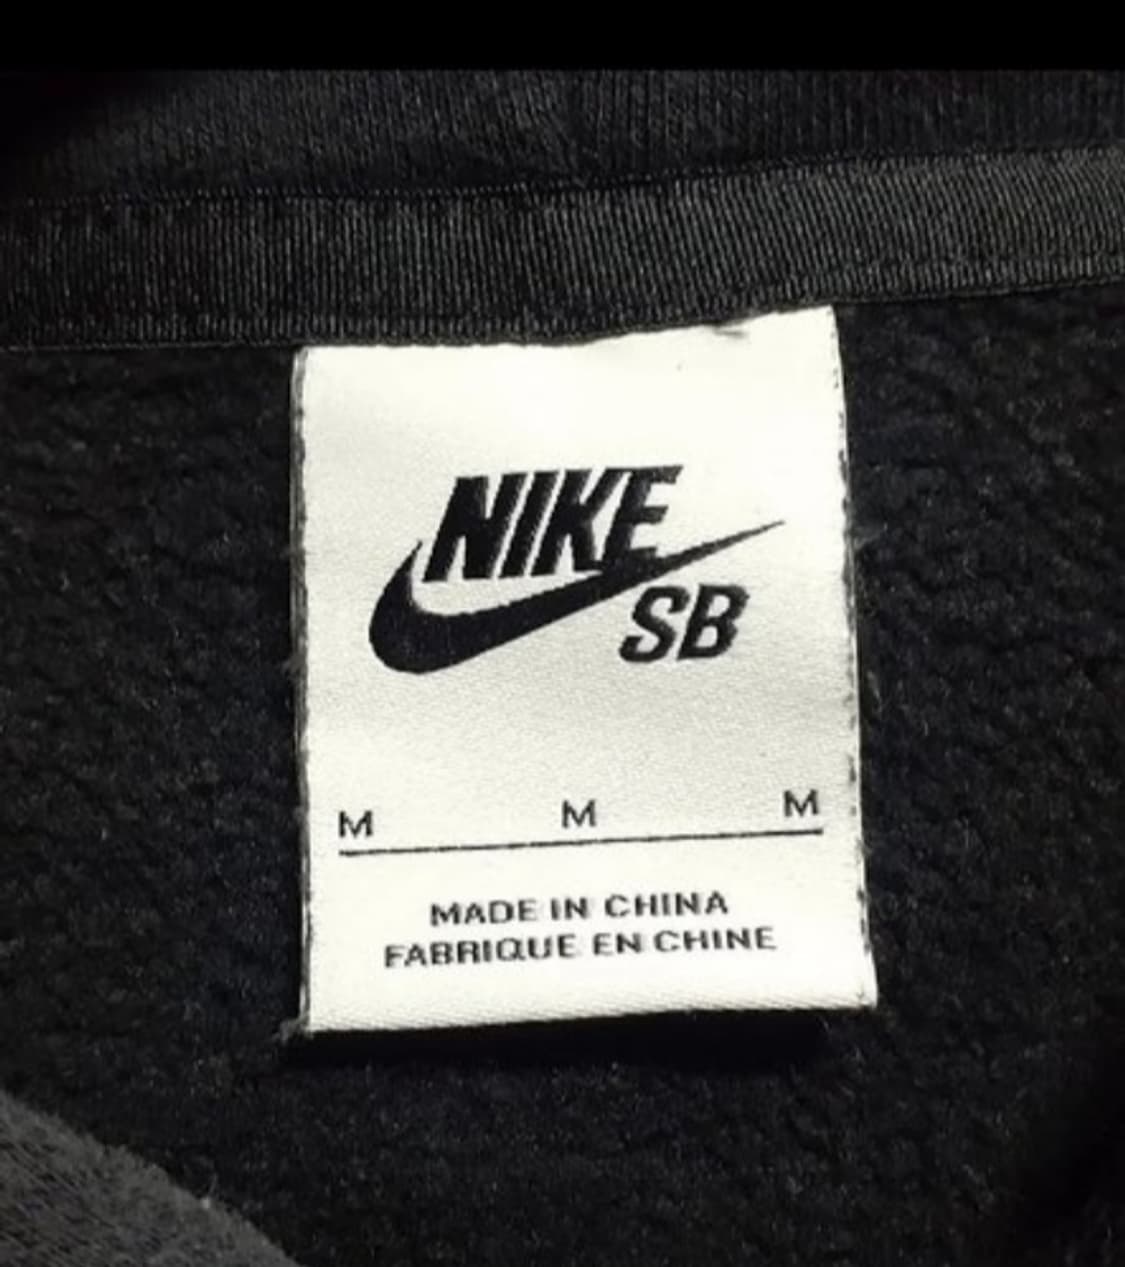 NIKE
SB
M M M
MADE IN CHINA
FABRIQUE EN CHINE